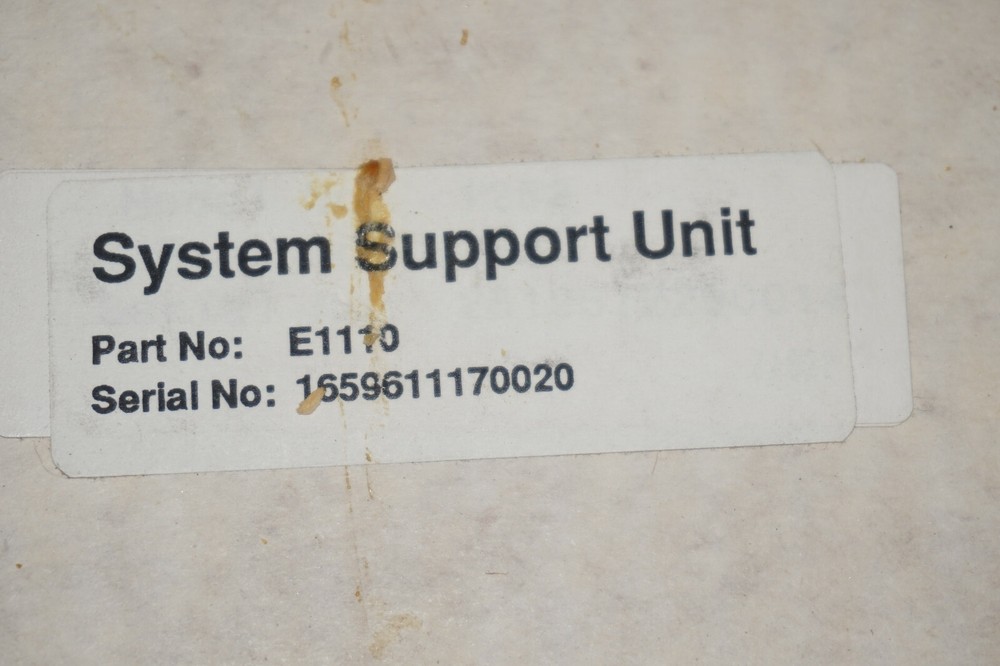 System Support Unit
Part No: E1110
Serial No: 1659611170020